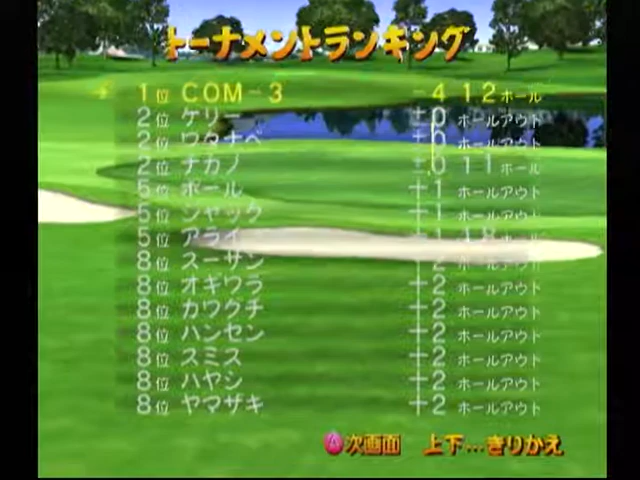 トーナメントランキング
1位 COM-3 -4 12ホール
2位 ケリー ±0 ホールアウト
2位 ワタナベ ±0 ホールアウト
2位 ナカノ ±0 11ホール
5位 ポール +1 ホールアウト
5位 ジャック +1 ホールアウト
5位 アライ ホール
8位 スーザン 2 ホールアウト
8位 オギワラ +2 ホールアウト
8位 カワグチ +2 ホールアウト
8位 ハンセン +2 ホールアウト
8位 スミス +2 ホールアウト
8位 ハヤシ +2 ホールアウト
8位 ヤマザキ +2 ホールアウト
次画面 上下…きりかえ